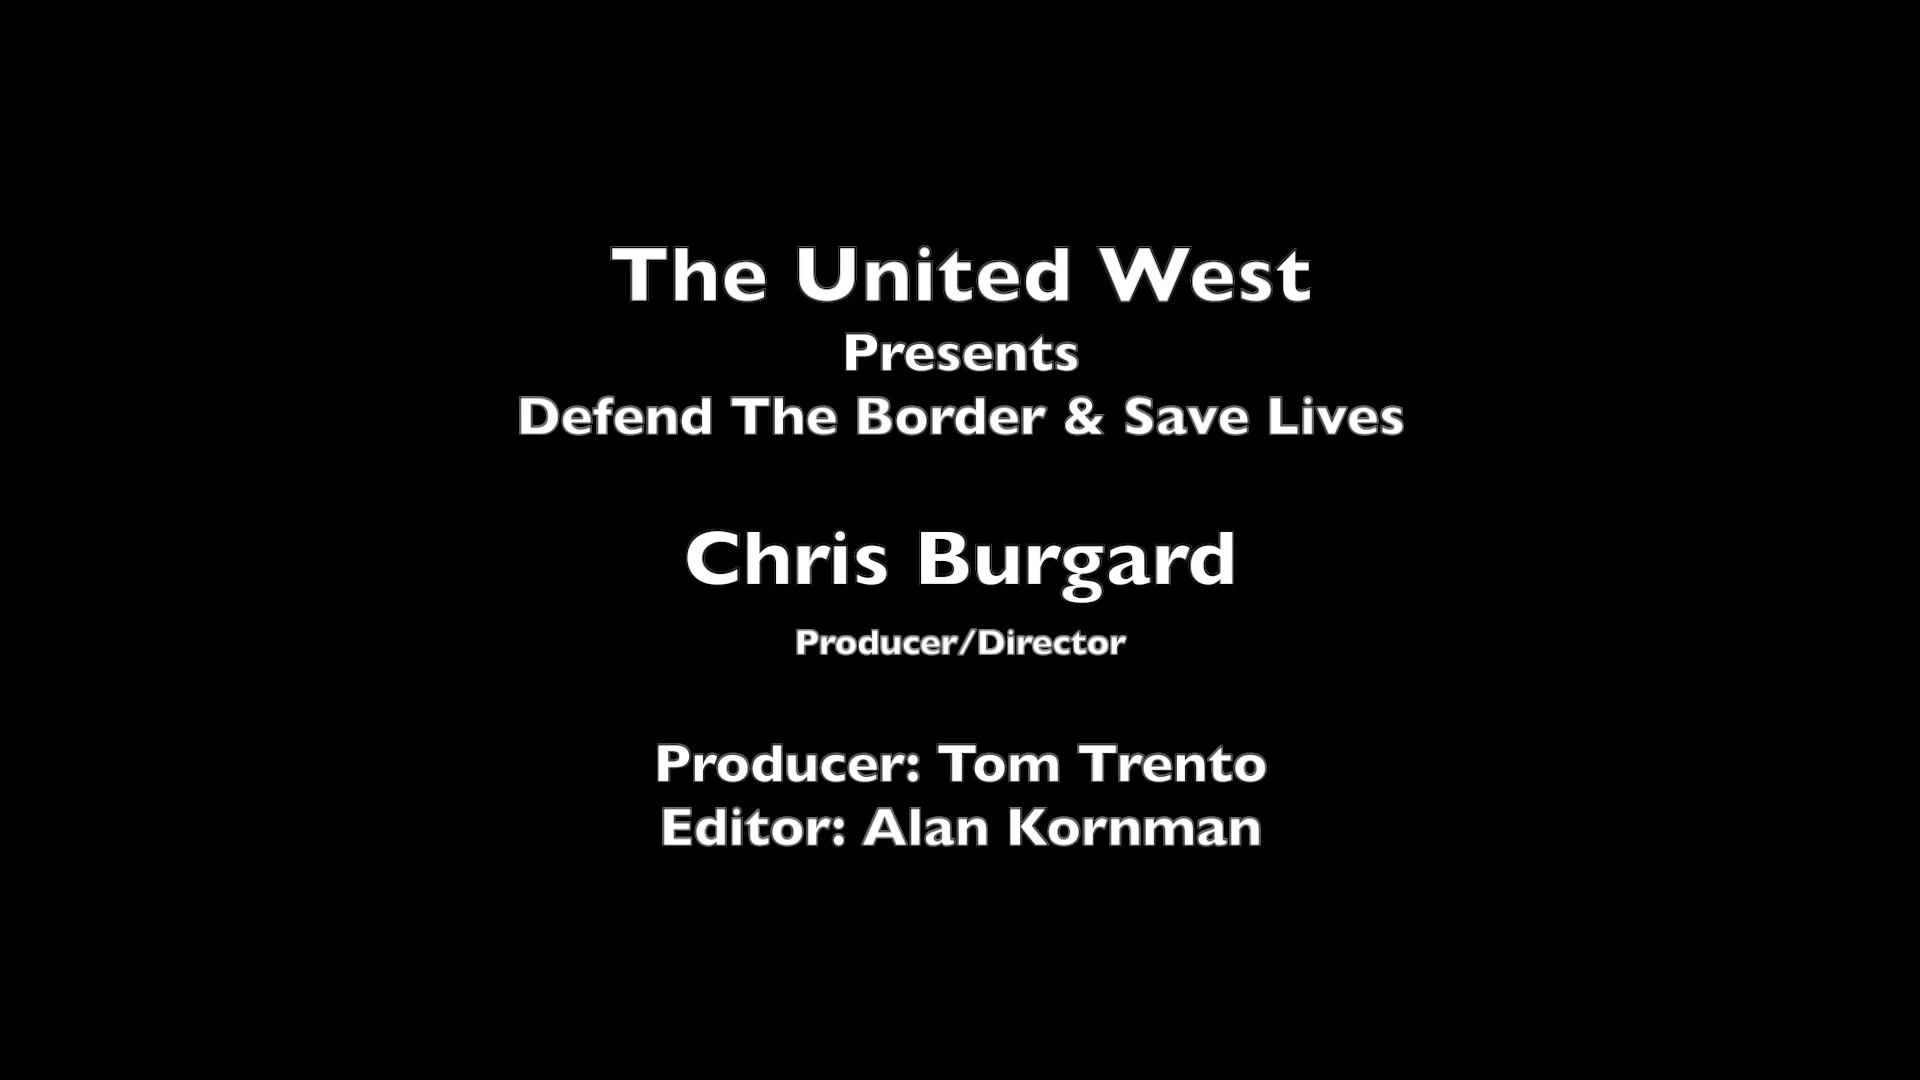 The United West
Presents
Defend The Border & Save Lives
Chris Burgard
Producer/Director
Producer: Tom Trento
Editor: Alan Kornman